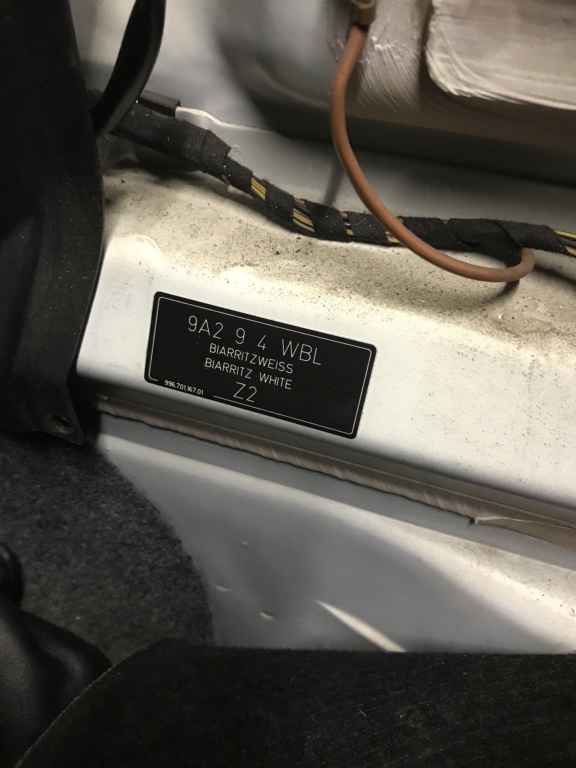 9A2 9 4 WBL
BIARRITZWEISS
BIARRITZ WHITE
996.701.167.01 Z2